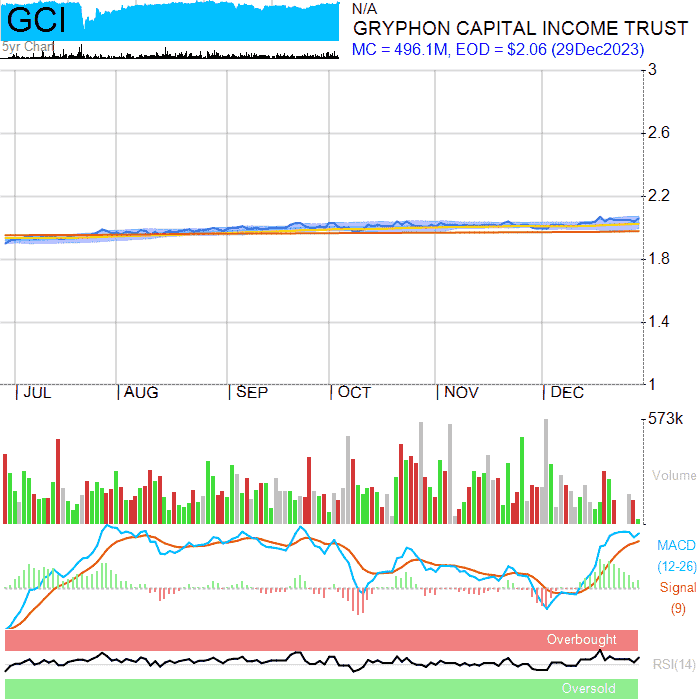 GCI
5yr Chart
N/A
GRYPHON CAPITAL INCOME TRUST
MC = 496.1M, EOD = $2.06 (29Dec2023)
3
2.6
2.2
1.8
1.4
1
JUL AUG SEP OCT NOV DEC
573k
Volume
MACD
(12-26)
Signal
(9)
Overbought
RSI(14)
Oversold